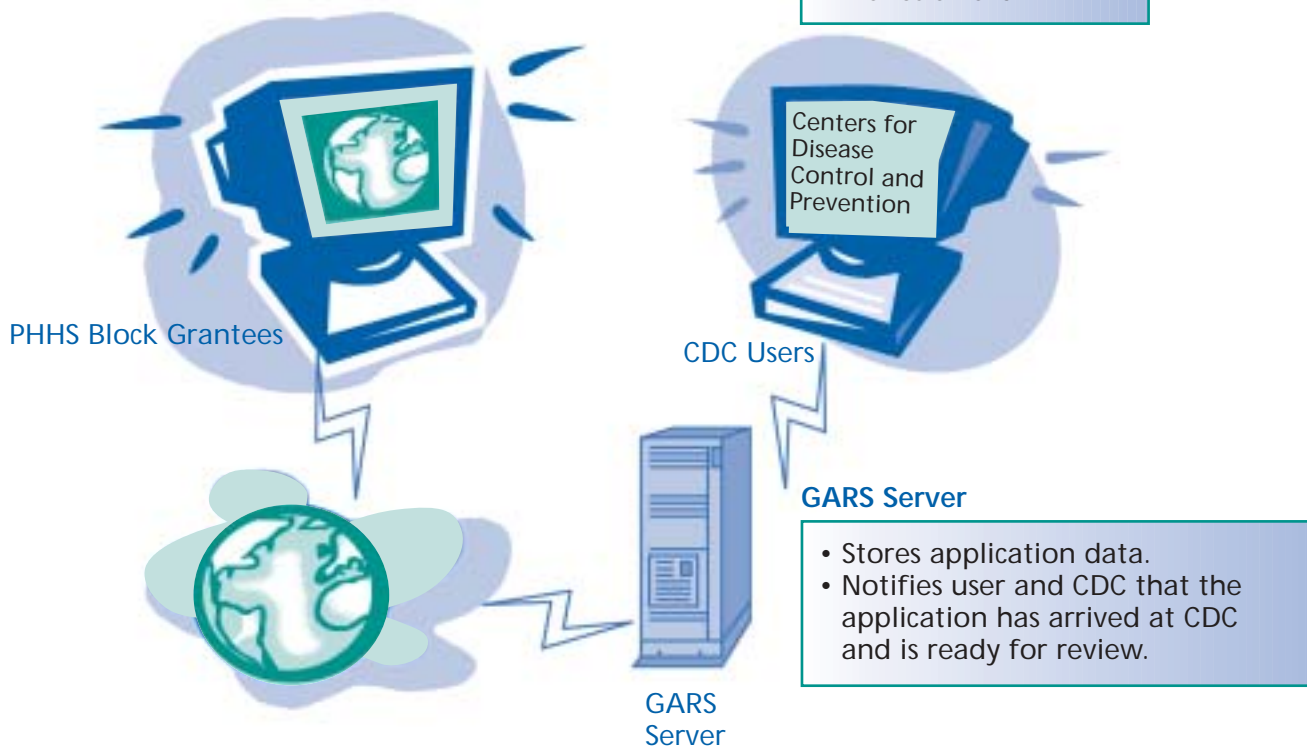 Centers for
Disease
Control and
Prevention
PHHS Block Grantees
CDC Users
GARS Server
• Stores application data.
• Notifies user and CDC that the
application has arrived at CDC
and is ready for review.
GARS
Server